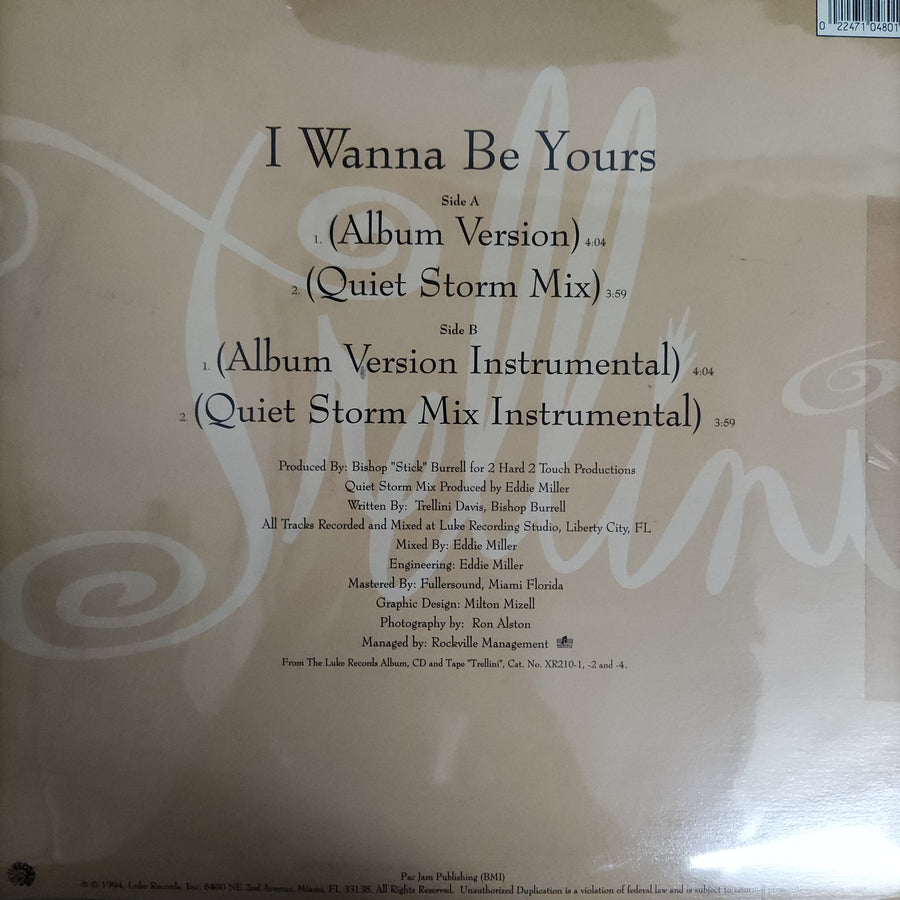 0 22471 04801
I Wanna Be Yours
Side A
1. (Album Version) 4:04
2. (Quiet Storm Mix) 3:59
Side B
1. (Album Version Instrumental) 4:04
2. (Quiet Storm Mix Instrumental) 3:59
Trellini
Produced By: Bishop "Stick" Burrell for 2 Hard 2 Touch Productions
Quiet Storm Mix Produced by Eddie Miller
Written By: Trellini Davis, Bishop Burrell
All Tracks Recorded and Mixed at Luke Recording Studio, Liberty City, FL
Mixed By: Eddie Miller
Engineering: Eddie Miller
Mastered By: Fullersound, Miami Florida
Graphic Design: Milton Mizell
Photography by: Ron Alston
Managed by: Rockville Management
From The Luke Records Album, CD and Tape "Trellini", Cat. No. XR210-1, -2 and -4.
Pac Jam Publishing (BMI)
℗ © 1994, Luke Records, Inc. 8400 NE 2nd Avenue, Miami, FL 33138. All Rights Reserved. Unauthorized Duplication is a violation of federal law and is subject to criminal